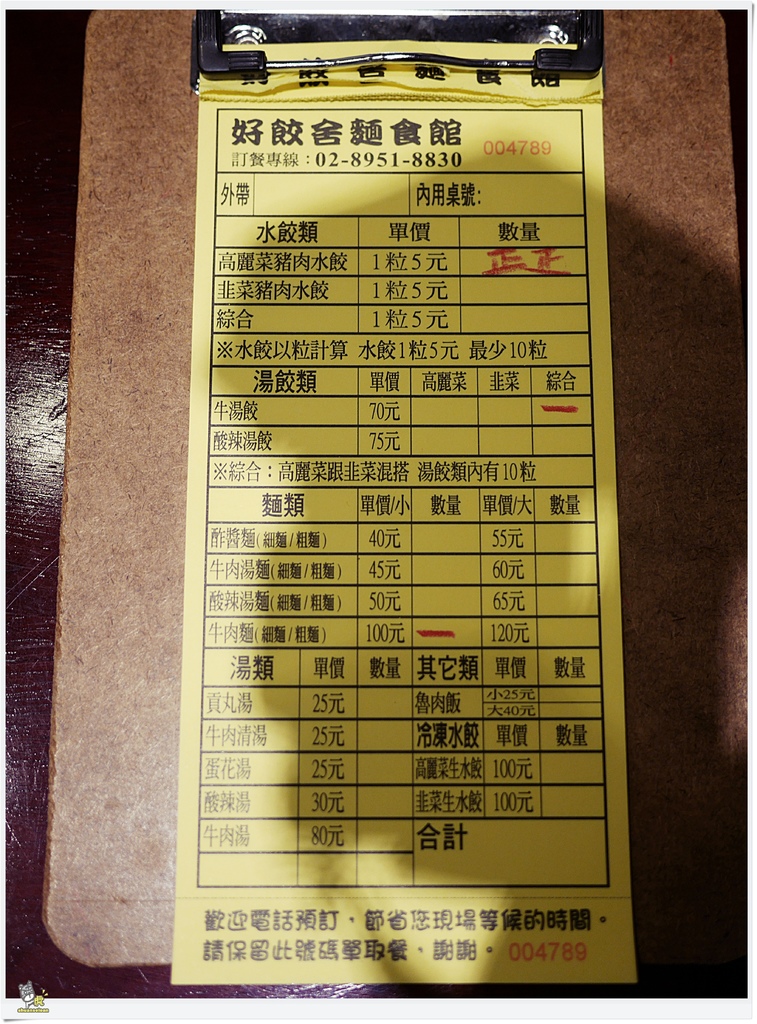 好餃舍麵食館
好餃舍麵食館 004789
訂餐專線：02-8951-8830
外帶 內用桌號:
水餃類 單價 數量
高麗菜豬肉水餃 1粒5元 正正
韭菜豬肉水餃 1粒5元
綜合 1粒5元
※水餃以粒計算 水餃1粒5元 最少10粒
湯餃類 單價 高麗菜 韭菜 綜合
牛湯餃 70元 一
酸辣湯餃 75元
※綜合：高麗菜跟韭菜混搭 湯餃類內有10粒
麵類 單價/小 數量 單價/大 數量
酢醬麵(細麵/粗麵) 40元 55元
牛肉湯麵(細麵/粗麵) 45元 60元
酸辣湯麵(細麵/粗麵) 50元 65元
牛肉麵(細麵/粗麵) 100元 一 120元
湯類 單價 數量 其它類 單價 數量
貢丸湯 25元 魯肉飯 小25元
大40元
牛肉清湯 25元 冷凍水餃 單價 數量
蛋花湯 25元 高麗菜生水餃 100元
酸辣湯 30元 韭菜生水餃 100元
牛肉湯 80元 合計
歡迎電話預訂，節省您現場等候的時間。
請保留此號碼單取餐，謝謝。 004789